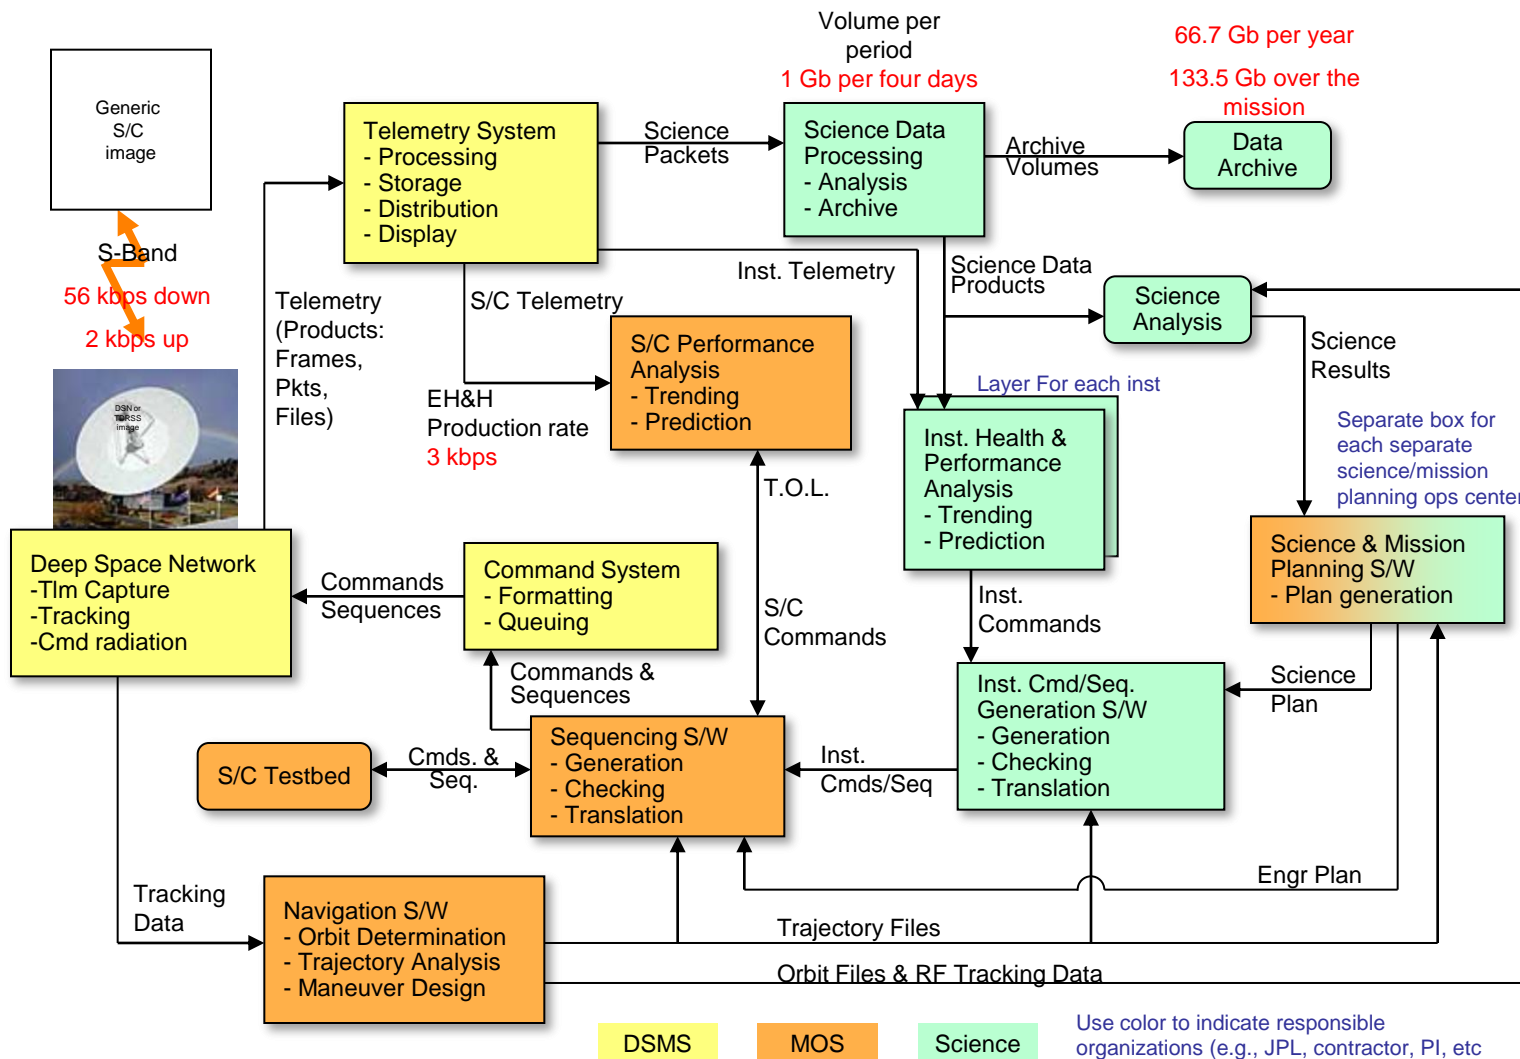 Volume per
period
1 Gb per four days
66.7 Gb per year
133.5 Gb over the
mission
Generic
S/C
image
S-Band
56 kbps down
2 kbps up
DSN or
TDRSS
image
Telemetry System
- Processing
- Storage
- Distribution
- Display
Science
Packets
Science Data
Processing
- Analysis
- Archive
Archive
Volumes
Data
Archive
Telemetry
(Products:
Frames,
Pkts,
Files)
S/C Telemetry
Inst. Telemetry
Science Data
Products
Science
Analysis
Science
Results
EH&H
Production rate
3 kbps
S/C Performance
Analysis
- Trending
- Prediction
Layer For each inst
Inst. Health &
Performance
Analysis
- Trending
- Prediction
Separate box for
each separate
science/mission
planning ops center
T.O.L.
S/C
Commands
Deep Space Network
-Tlm Capture
-Tracking
-Cmd radiation
Commands
Sequences
Command System
- Formatting
- Queuing
Commands &
Sequences
Inst.
Commands
Science & Mission
Planning S/W
- Plan generation
Science
Plan
Inst. Cmd/Seq.
Generation S/W
- Generation
- Checking
- Translation
Inst.
Cmds/Seq
Sequencing S/W
- Generation
- Checking
- Translation
Cmds. &
Seq.
S/C Testbed
Tracking
Data
Navigation S/W
- Orbit Determination
- Trajectory Analysis
- Maneuver Design
Engr Plan
Trajectory Files
Orbit Files & RF Tracking Data
DSMS
MOS
Science
Use color to indicate responsible
organizations (e.g., JPL, contractor, PI, etc